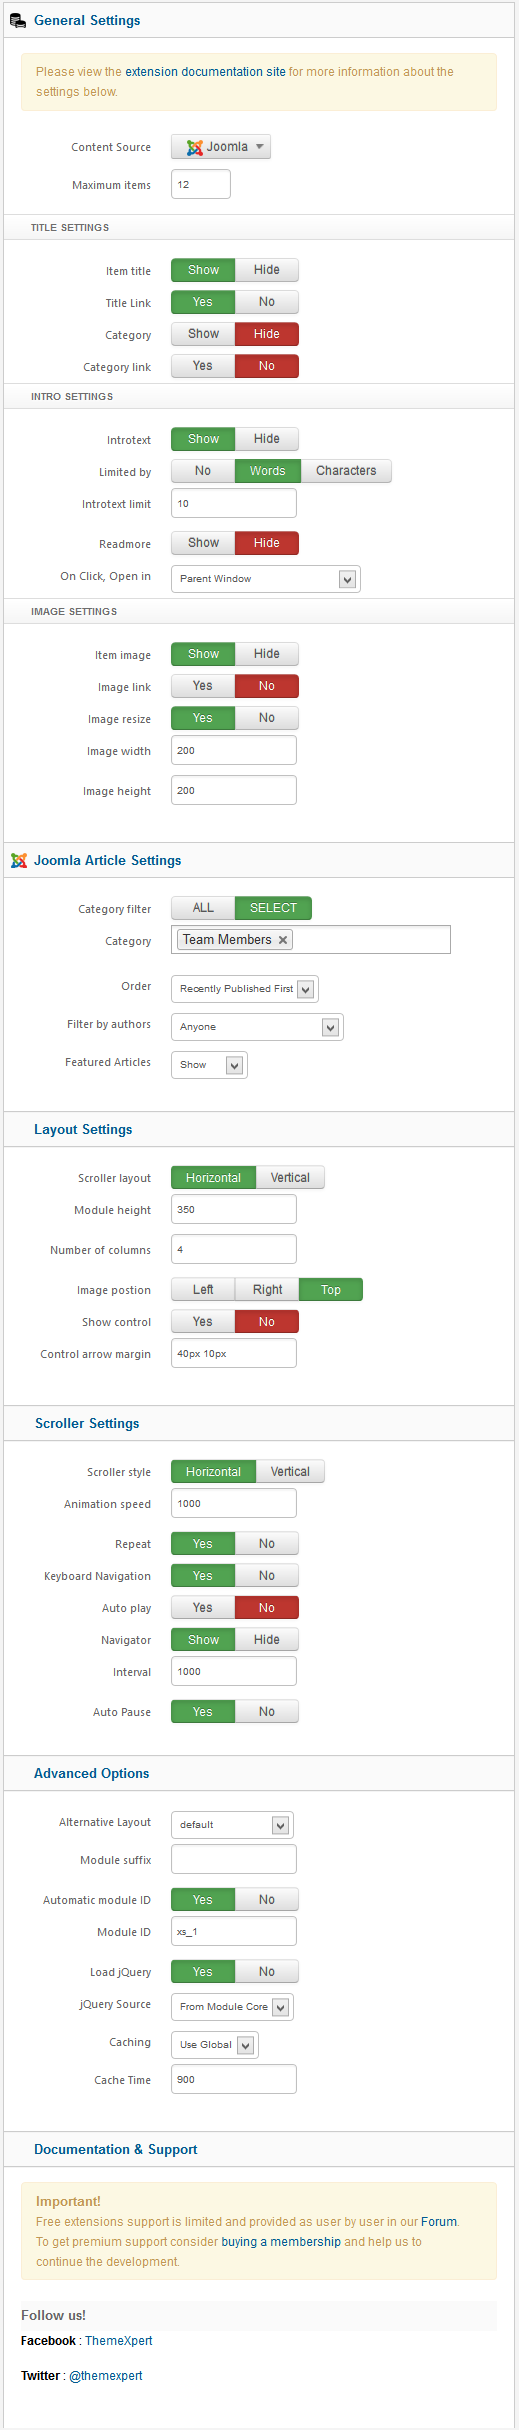 General Settings
Please view the extension documentation site for more information about the
settings below.
Content Source Joomla
Maximum items 12
TITLE SETTINGS
Item title Show Hide
Title Link Yes No
Category Show Hide
Category link Yes No
INTRO SETTINGS
Introtext Show Hide
Limited by No Words Characters
Introtext limit 10
Readmore Show Hide
On Click, Open in Parent Window
IMAGE SETTINGS
Item image Show Hide
Image link Yes No
Image resize Yes No
Image width 200
Image height 200
Joomla Article Settings
Category filter ALL SELECT
Category Team Members
Order Recently Published First
Filter by authors Anyone
Featured Articles Show
Layout Settings
Scroller layout Horizontal Vertical
Module height 350
Number of columns 4
Image postion Left Right Top
Show control Yes No
Control arrow margin 40px 10px
Scroller Settings
Scroller style Horizontal Vertical
Animation speed 1000
Repeat Yes No
Keyboard Navigation Yes No
Auto play Yes No
Navigator Show Hide
Interval 1000
Auto Pause Yes No
Advanced Options
Alternative Layout default
Module suffix
Automatic module ID Yes No
Module ID xs_1
Load jQuery Yes No
jQuery Source From Module Core
Caching Use Global
Cache Time 900
Documentation & Support
Important!
Free extensions support is limited and provided as user by user in our Forum.
To get premium support consider buying a membership and help us to
continue the development.
Follow us!
Facebook : ThemeXpert
Twitter : @themexpert